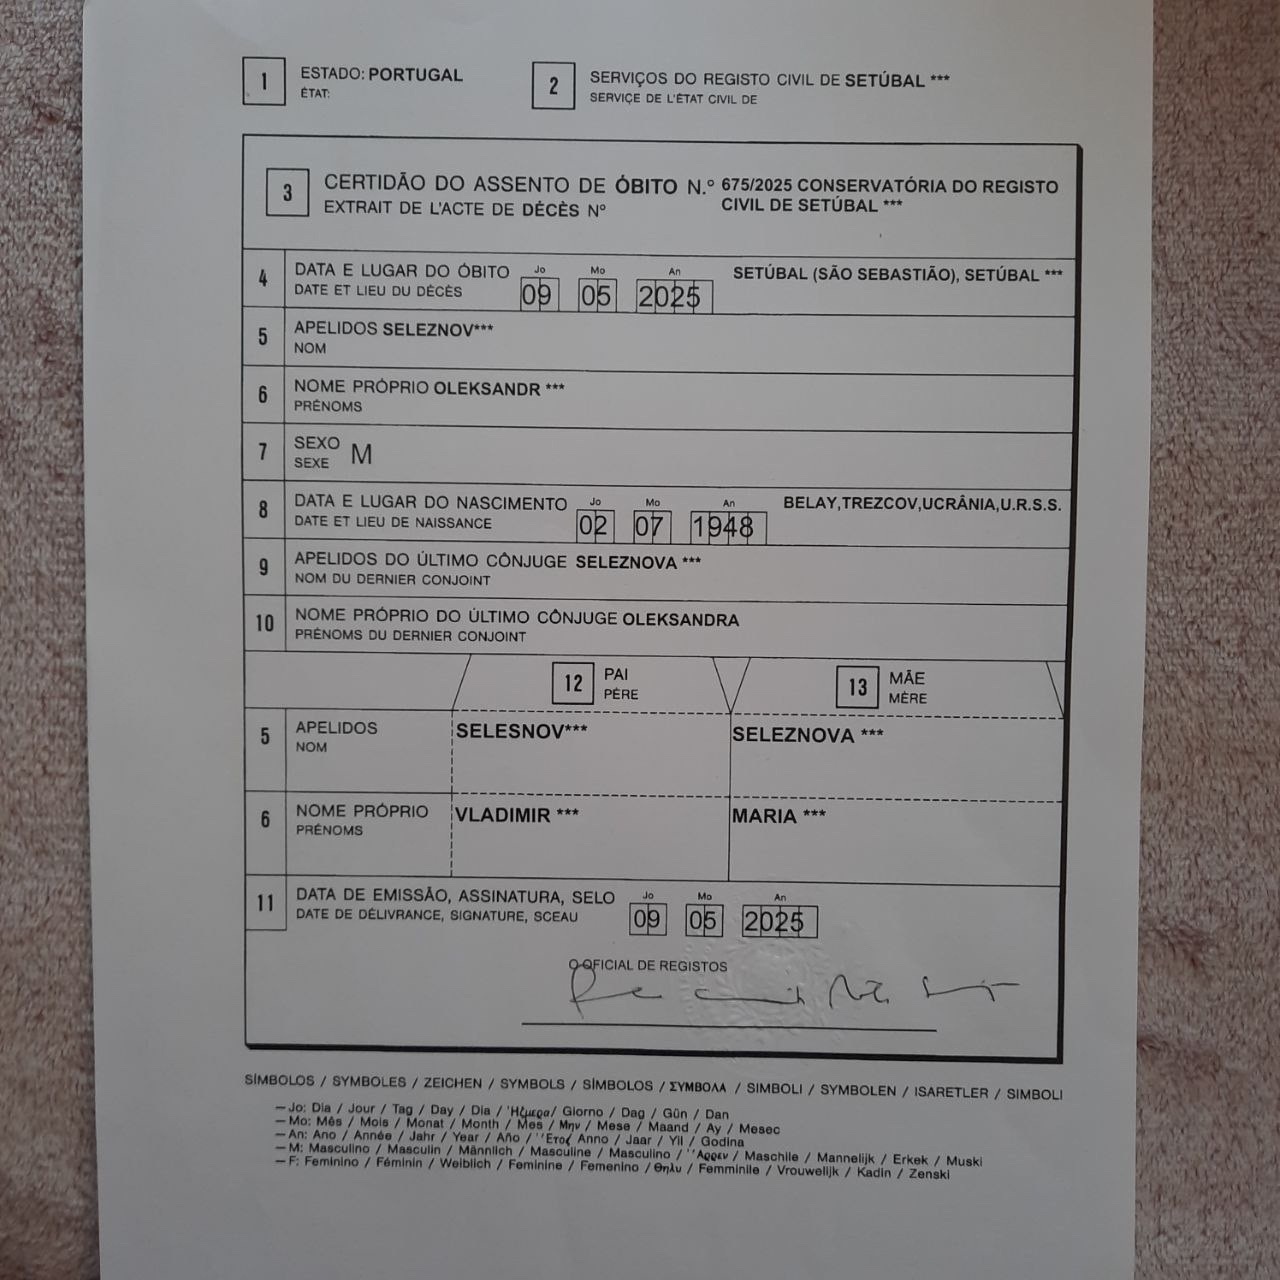 1 ESTADO: PORTUGAL
ÉTAT:
2 SERVIÇOS DO REGISTO CIVIL DE SETÚBAL ***
SERVICE DE L'ÉTAT CIVIL DE
3 CERTIDÃO DO ASSENTO DE ÓBITO N.º 675/2025 CONSERVATÓRIA DO REGISTO
EXTRAIT DE L'ACTE DE DÉCÈS Nº CIVIL DE SETÚBAL ***
4 DATA E LUGAR DO ÓBITO Jo Mo An SETÚBAL (SÃO SEBASTIÃO), SETÚBAL ***
DATE ET LIEU DU DÉCÈS 09 05 2025
5 APELIDOS SELEZNOV***
NOM
6 NOME PRÓPRIO OLEKSANDR ***
PRÉNOMS
7 SEXO M
SEXE
8 DATA E LUGAR DO NASCIMENTO Jo Mo An BELAY,TREZCOV,UCRÂNIA,U.R.S.S.
DATE ET LIEU DE NAISSANCE 02 07 1948
9 APELIDOS DO ÚLTIMO CÔNJUGE SELEZNOVA ***
NOM DU DERNIER CONJOINT
10 NOME PRÓPRIO DO ÚLTIMO CÔNJUGE OLEKSANDRA
PRÉNOMS DU DERNIER CONJOINT
12 PAI
PÈRE
13 MÃE
MÈRE
5 APELIDOS SELESNOV*** SELEZNOVA ***
NOM
6 NOME PRÓPRIO VLADIMIR *** MARIA ***
PRÉNOMS
11 DATA DE EMISSÃO, ASSINATURA, SELO Jo Mo An
DATE DE DÉLIVRANCE, SIGNATURE, SCEAU 09 05 2025
O OFICIAL DE REGISTOS
SÍMBOLOS / SYMBOLES / ZEICHEN / SYMBOLS / SÍMBOLOS / ΣΥΜΒΟΛΑ / SIMBOLI / SYMBOLEN / ISARETLER / SIMBOLI
— Jo: Dia / Jour / Tag / Day / Dia / Ἡμερα/ Giorno / Dag / Gün / Dan
— Mo: Mês / Mois / Monat / Month / Mes / Μην / Mese / Maand / Ay / Mesec
— An: Ano / Année / Jahr / Year / Año / Ἔτος Anno / Jaar / Yil / Godina
— M: Masculino / Masculin / Männlich / Masculine / Masculino / Ἄρρεν / Maschile / Mannelijk / Erkek / Muski
— F: Feminino / Féminin / Weiblich / Feminine / Femenino / Θηλυ / Femminile / Vrouwelijk / Kadin / Zenski